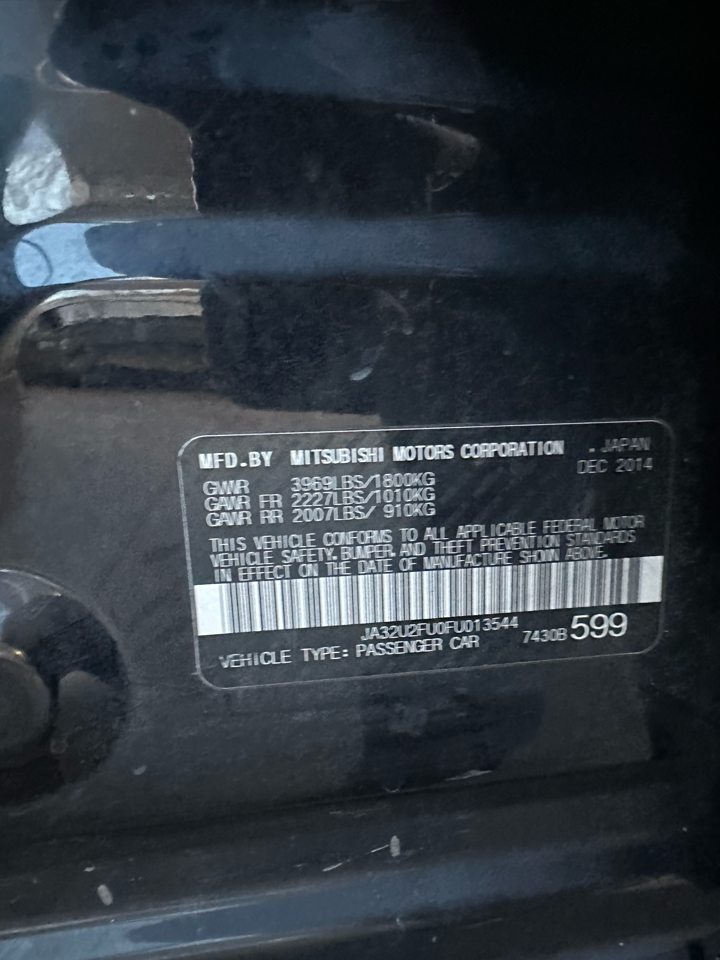 MFD.BY MITSUBISHI MOTORS CORPORATION . JAPAN
DEC 2014
GVWR 3969LBS/1800KG
GAWR FR 2227LBS/1010KG
GAWR RR 2007LBS/ 910KG
THIS VEHICLE CONFORMS TO ALL APPLICABLE FEDERAL MOTOR
VEHICLE SAFETY, BUMPER, AND THEFT PREVENTION STANDARDS
IN EFFECT ON THE DATE OF MANUFACTURE SHOWN ABOVE.
JA32U2FU0FU013544
VEHICLE TYPE: PASSENGER CAR 7430B 599